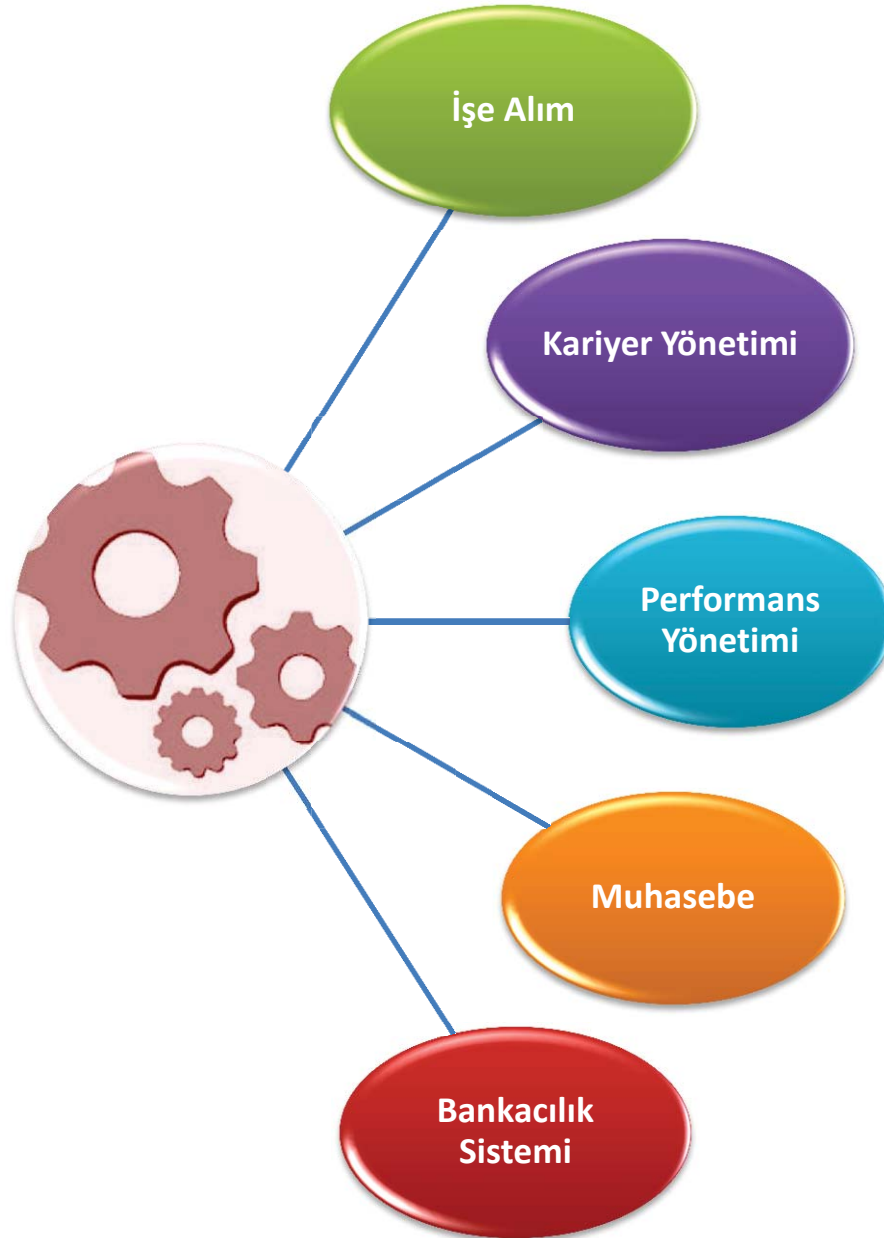 İşe Alım
Kariyer Yönetimi
Performans
Yönetimi
Muhasebe
Bankacılık
Sistemi